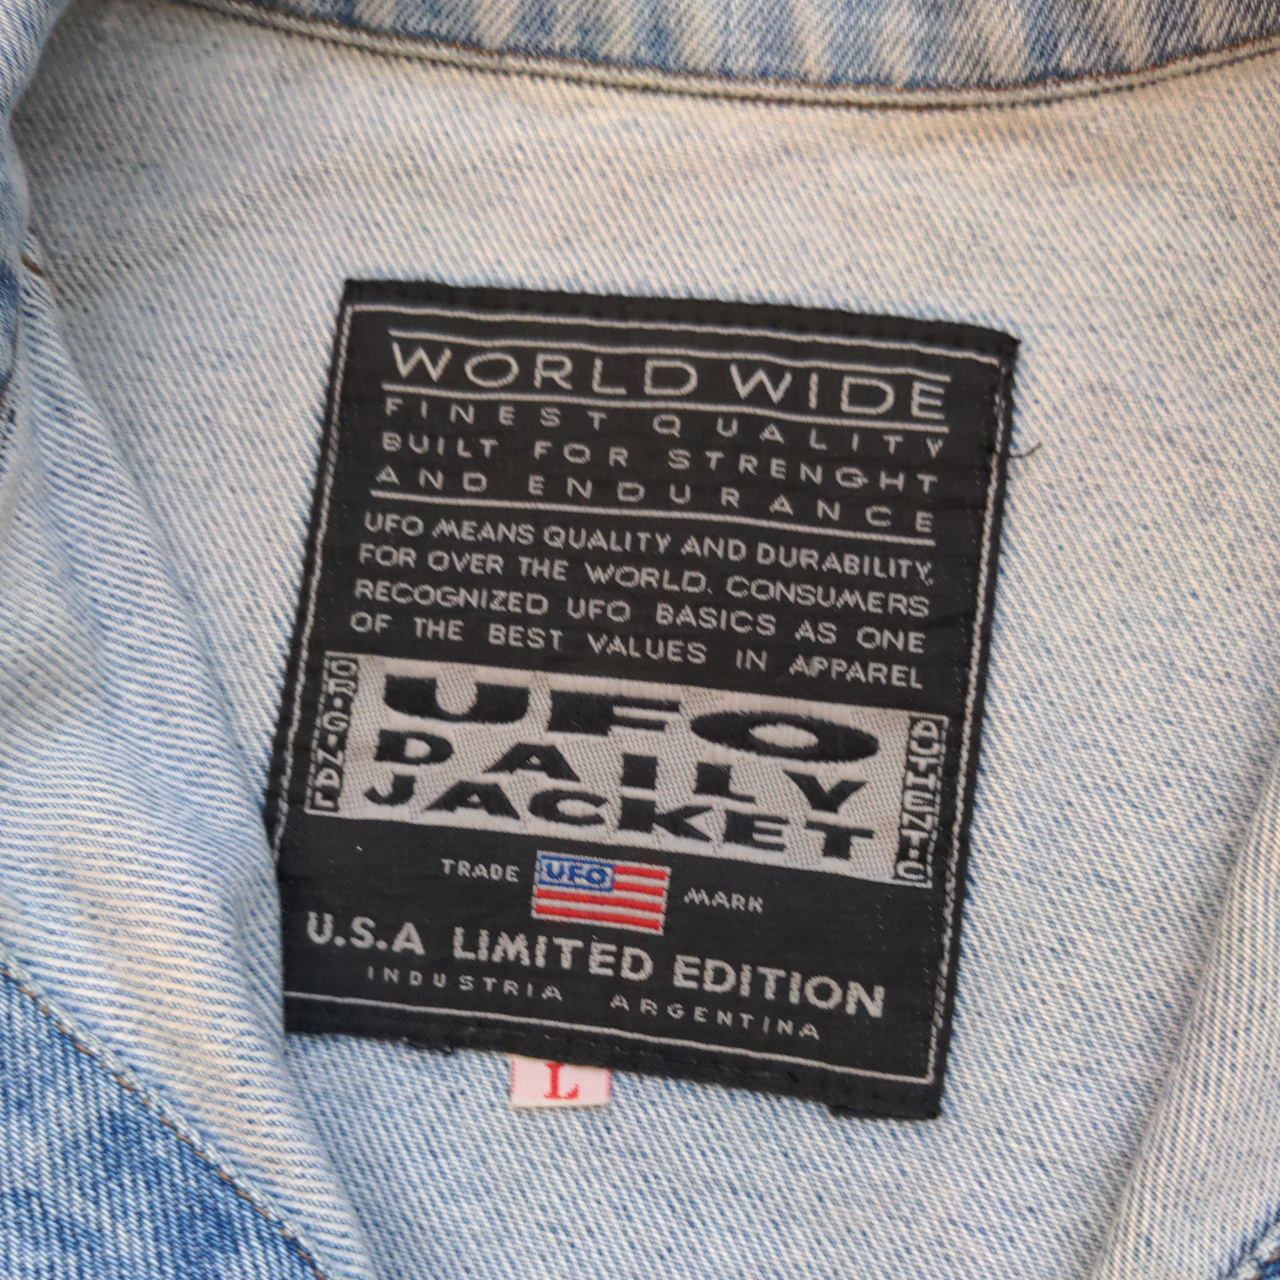 WORLD WIDE
FINEST QUALITY
BUILT FOR STRENGHT
AND ENDURANCE
UFO MEANS QUALITY AND DURABILITY.
FOR OVER THE WORLD. CONSUMERS
RECOGNIZED UFO BASICS AS ONE
OF THE BEST VALUES IN APPAREL
ORIGINAL
UFO
DAILY
JACKET
AUTHENTIC
TRADE UFO MARK
U.S.A LIMITED EDITION
INDUSTRIA ARGENTINA
L